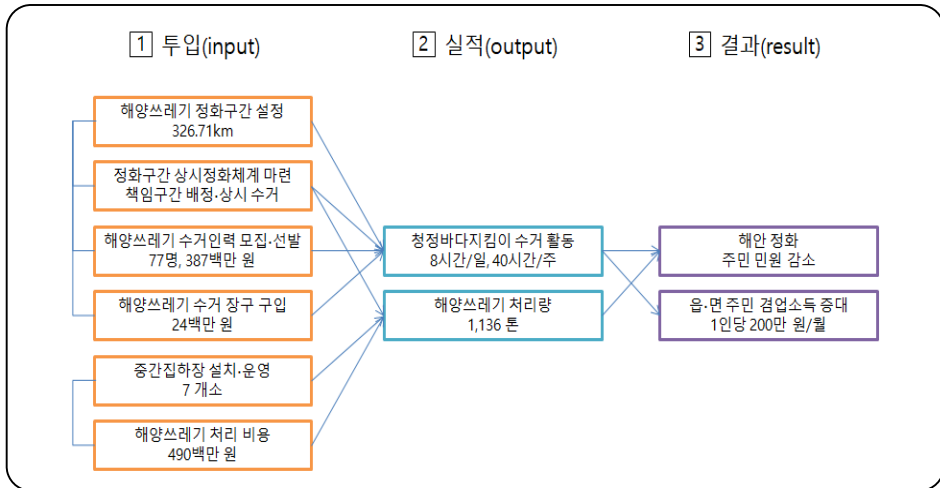 1 투입(input)
2 실적(output)
3 결과(result)
해양쓰레기 정화구간 설정
326.71km
정화구간 상시정화체계 마련
책임구간 배정·상시 수거
해양쓰레기 수거인력 모집·선발
77명, 387백만 원
해양쓰레기 수거 장구 구입
24백만 원
중간집하장 설치·운영
7 개소
해양쓰레기 처리 비용
490백만 원
청정바다지킴이 수거 활동
8시간/일, 40시간/주
해양쓰레기 처리량
1,136 톤
해안 정화
주민 민원 감소
읍·면 주민 겸업소득 증대
1인당 200만 원/월